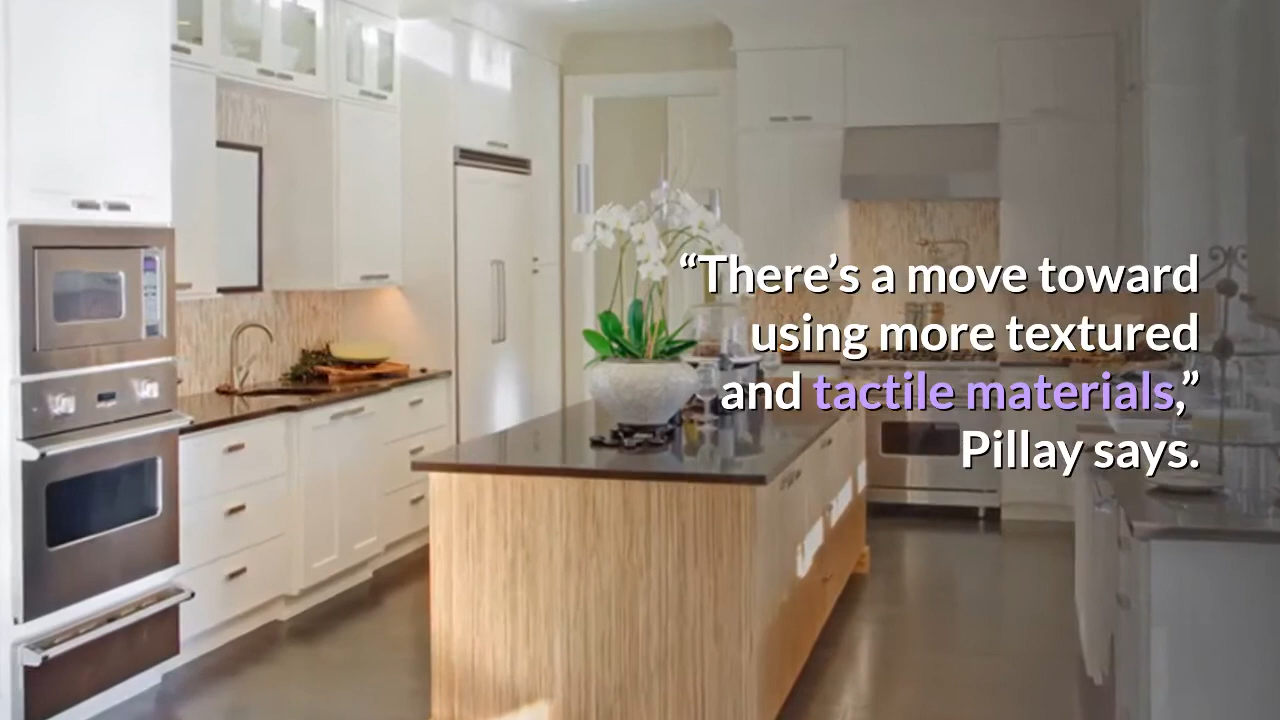 “There’s a move toward
using more textured
and tactile materials,”
Pillay says.